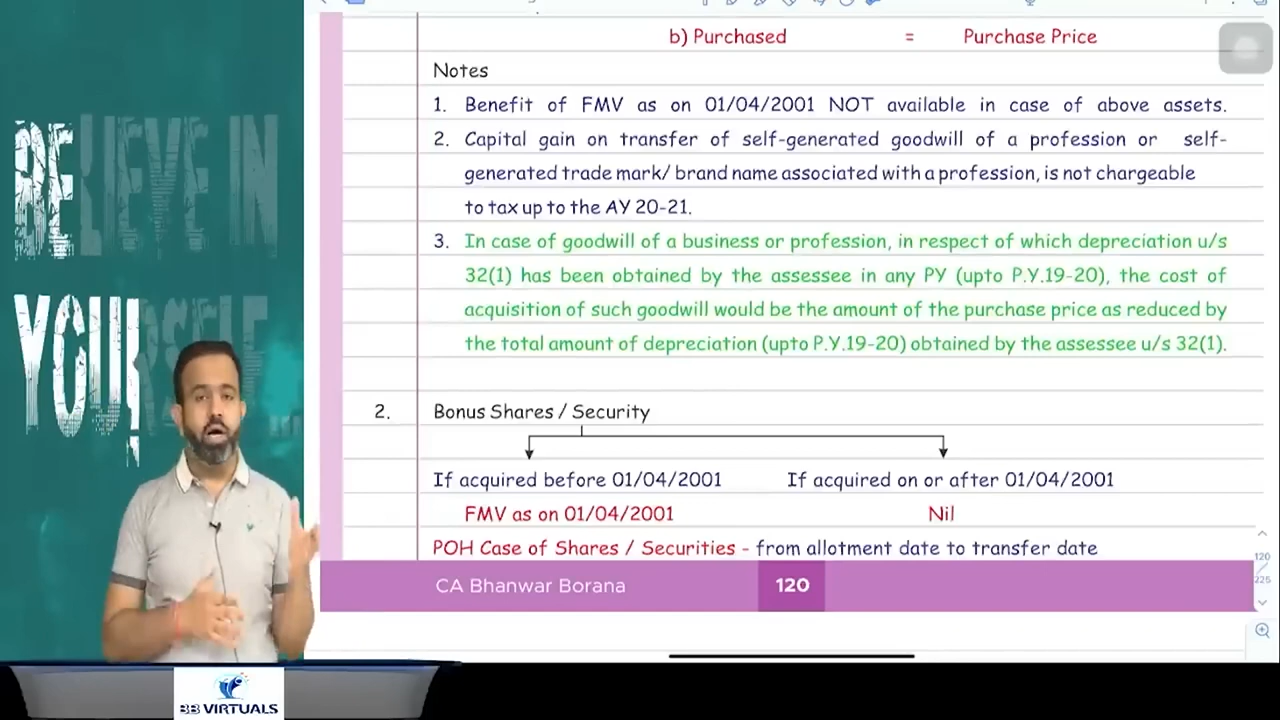 BELIEVE IN
YOURSELF
b) Purchased = Purchase Price
Notes
1. Benefit of FMV as on 01/04/2001 NOT available in case of above assets.
2. Capital gain on transfer of self-generated goodwill of a profession or self-
generated trade mark/ brand name associated with a profession, is not chargeable
to tax up to the AY 20-21.
3. In case of goodwill of a business or profession, in respect of which depreciation u/s
32(1) has been obtained by the assessee in any PY (upto P.Y.19-20), the cost of
acquisition of such goodwill would be the amount of the purchase price as reduced by
the total amount of depreciation (upto P.Y.19-20) obtained by the assessee u/s 32(1).
2. Bonus Shares / Security
If acquired before 01/04/2001 If acquired on or after 01/04/2001
FMV as on 01/04/2001 Nil
POH Case of Shares / Securities - from allotment date to transfer date
CA Bhanwar Borana 120
120
225
BB VIRTUALS